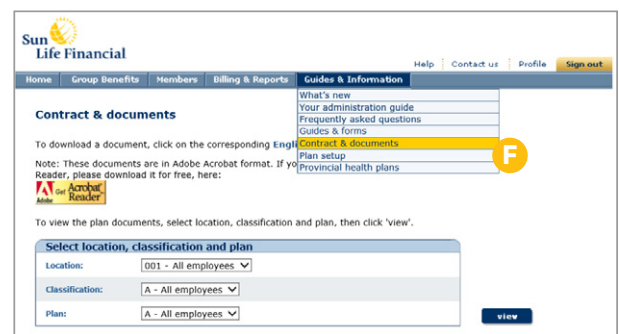 Sun
Life Financial
Help Contact us Profile Sign out
Home Group Benefits Members Billing & Reports Guides & Information
What's new
Your administration guide
Frequently asked questions
Guides & forms
Contract & documents
Plan setup
Provincial health plans
F
Contract & documents
To download a document, click on the corresponding Engli
Note: These documents are in Adobe Acrobat format. If yo
Reader, please download it for free, here:
Adobe Get Acrobat Reader
To view the plan documents, select location, classification and plan, then click 'view'.
Select location, classification and plan
Location: 001 - All employees
Classification: A - All employees
Plan: A - All employees
view